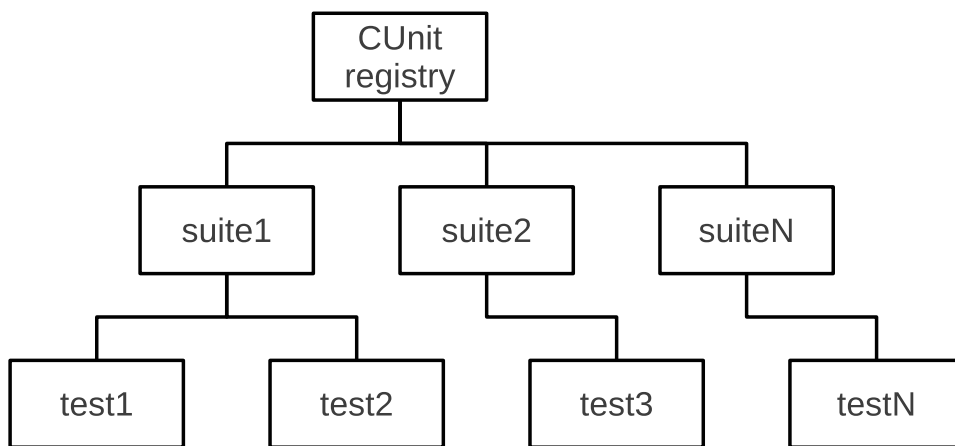 CUnit
registry
suite1
suite2
suiteN
test1
test2
test3
testN